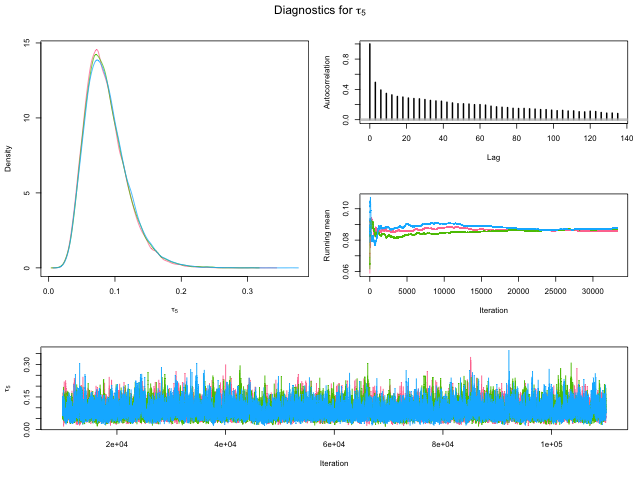 Diagnostics for τ5
Density
0 5 10 15
0.0 0.1 0.2 0.3
τ5
Autocorrelation
0.0 0.4 0.8
0 20 40 60 80 100 120 140
Lag
Running mean
0.06 0.08 0.10
0 5000 10000 15000 20000 25000 30000
Iteration
τ5
0.00 0.15 0.30
2e+04 4e+04 6e+04 8e+04 1e+05
Iteration